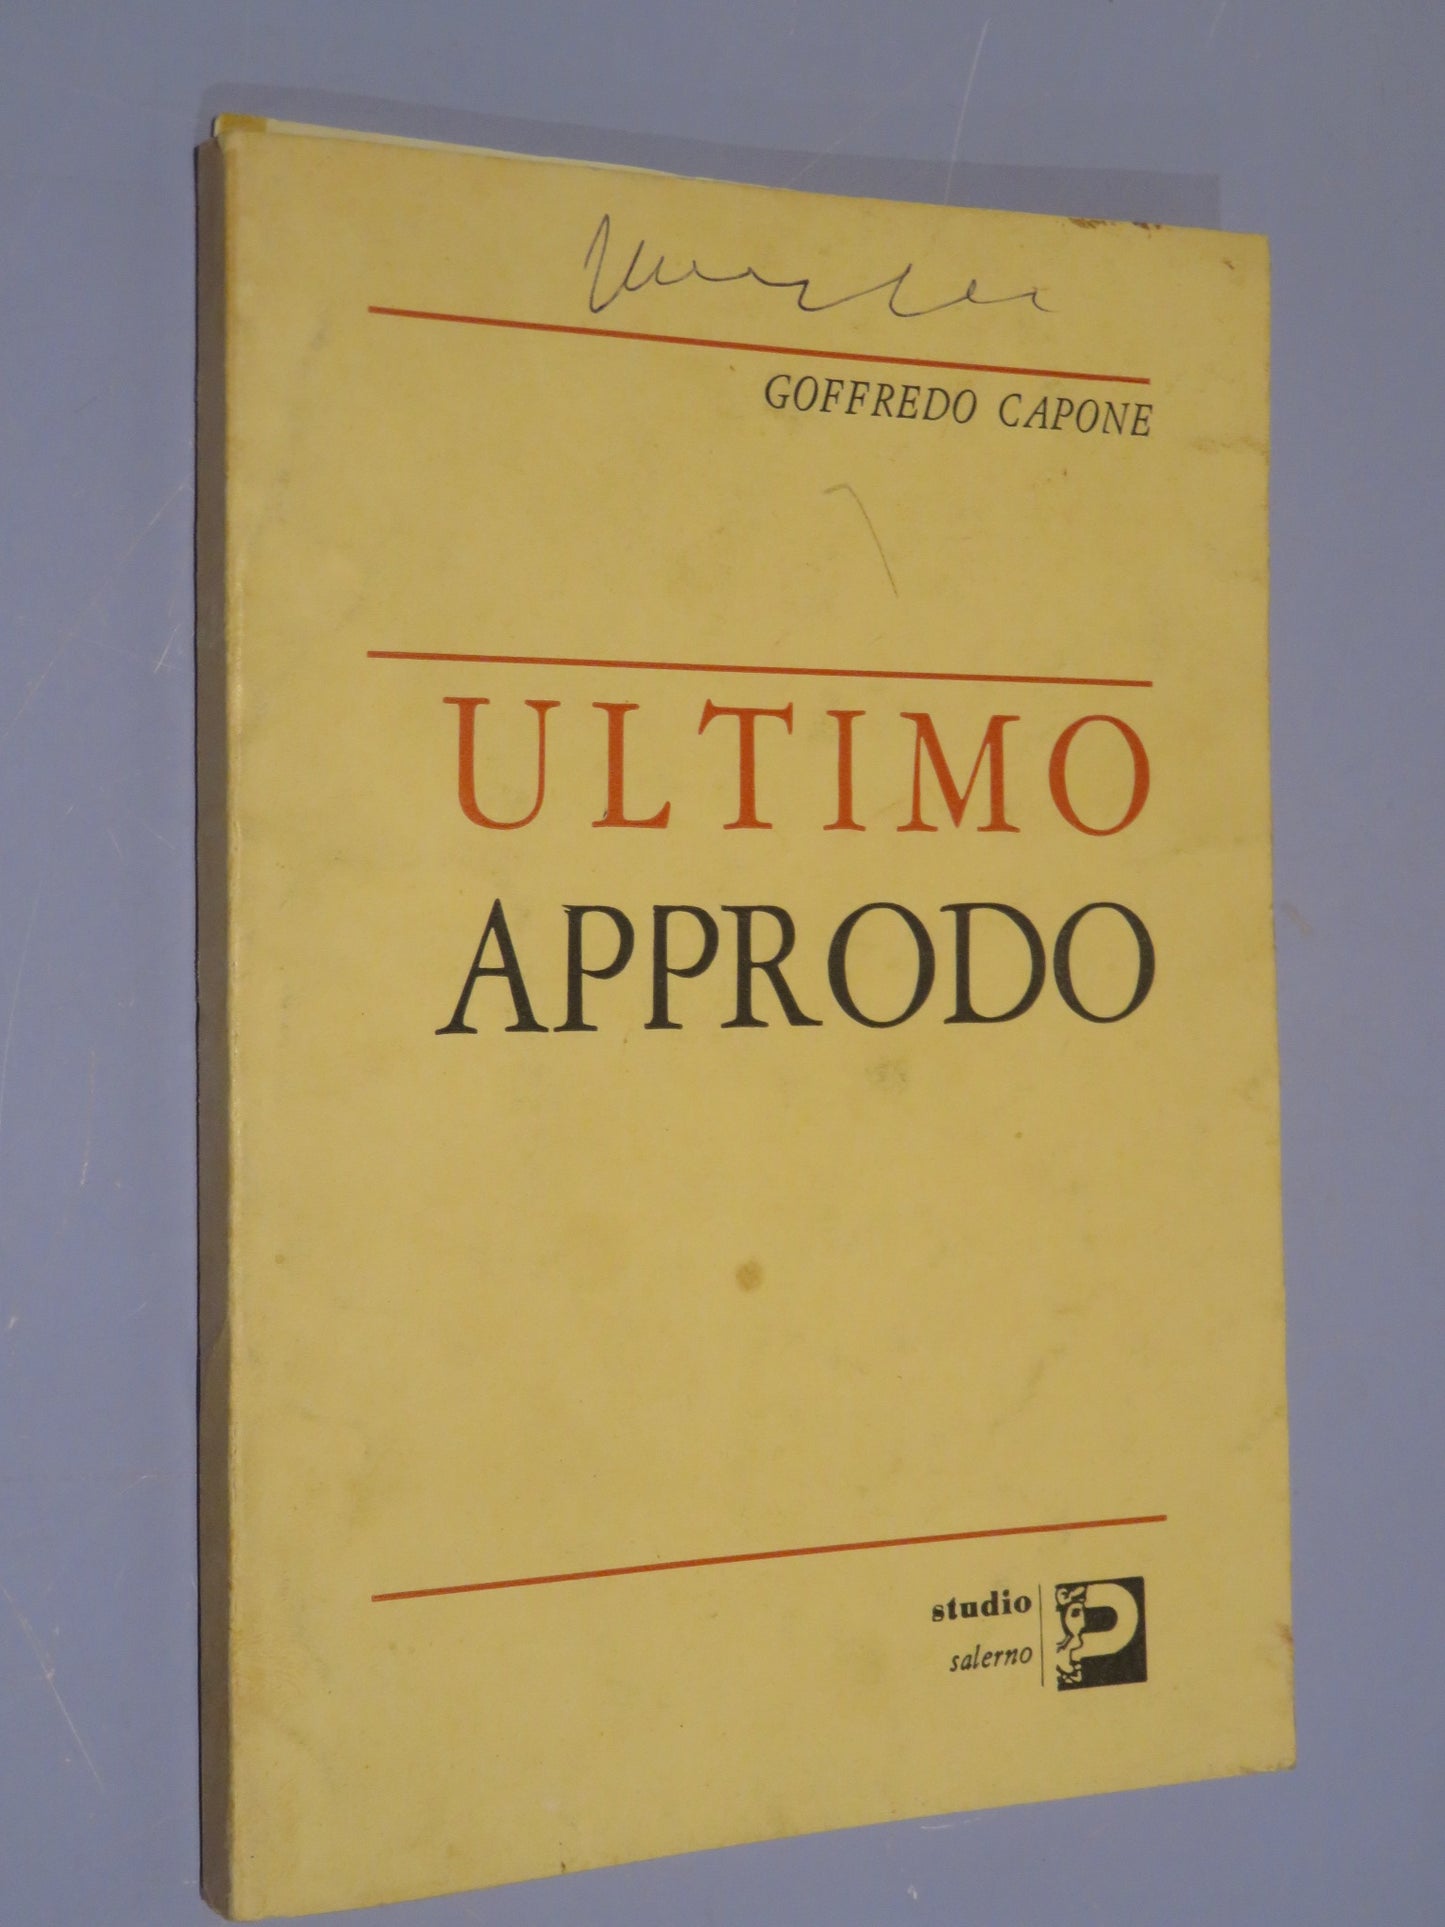 GOFFREDO CAPONE
ULTIMO
APPRODO
studio
salerno
P